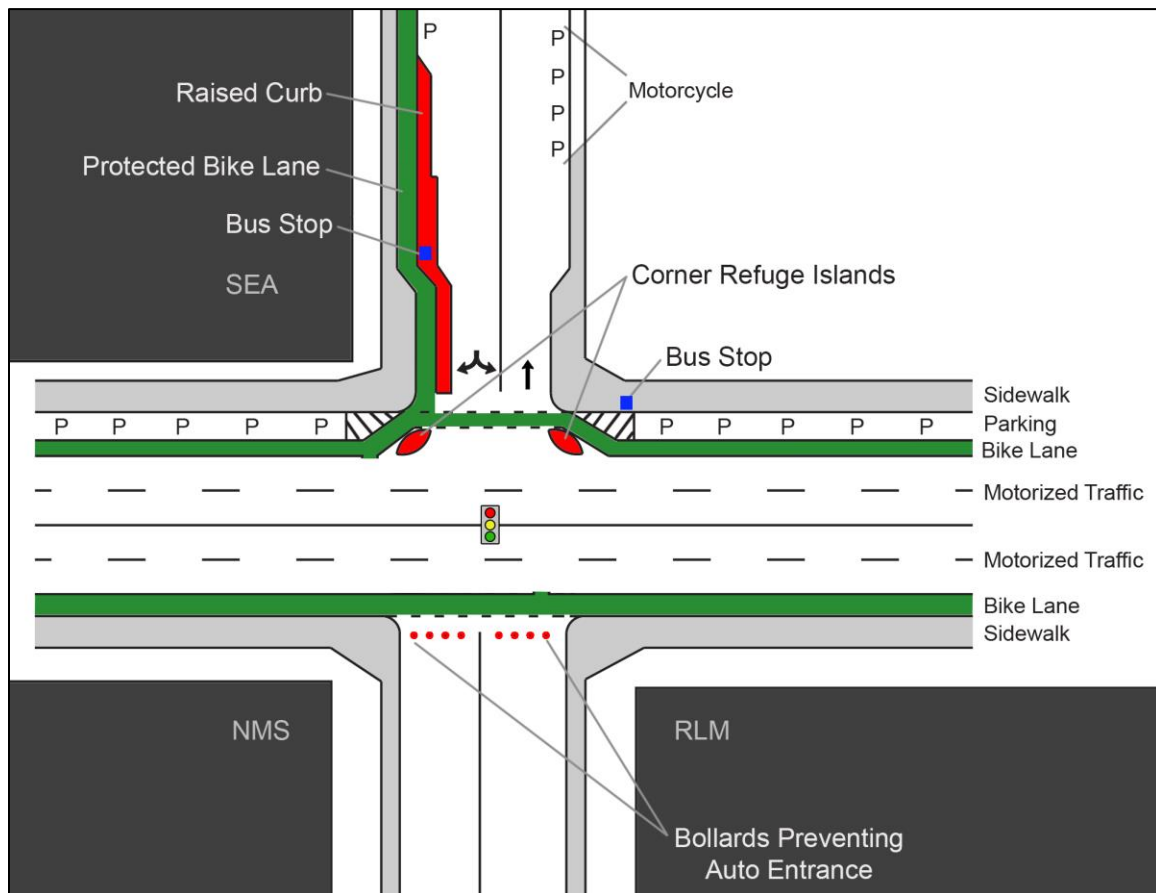 P
P
Raised Curb
P
Motorcycle
P
Protected Bike Lane
P
Bus Stop
SEA
Corner Refuge Islands
Bus Stop
Sidewalk
P P P P P
P P P P P
Parking
Bike Lane
Motorized Traffic
Motorized Traffic
Bike Lane
Sidewalk
NMS
RLM
Bollards Preventing
Auto Entrance